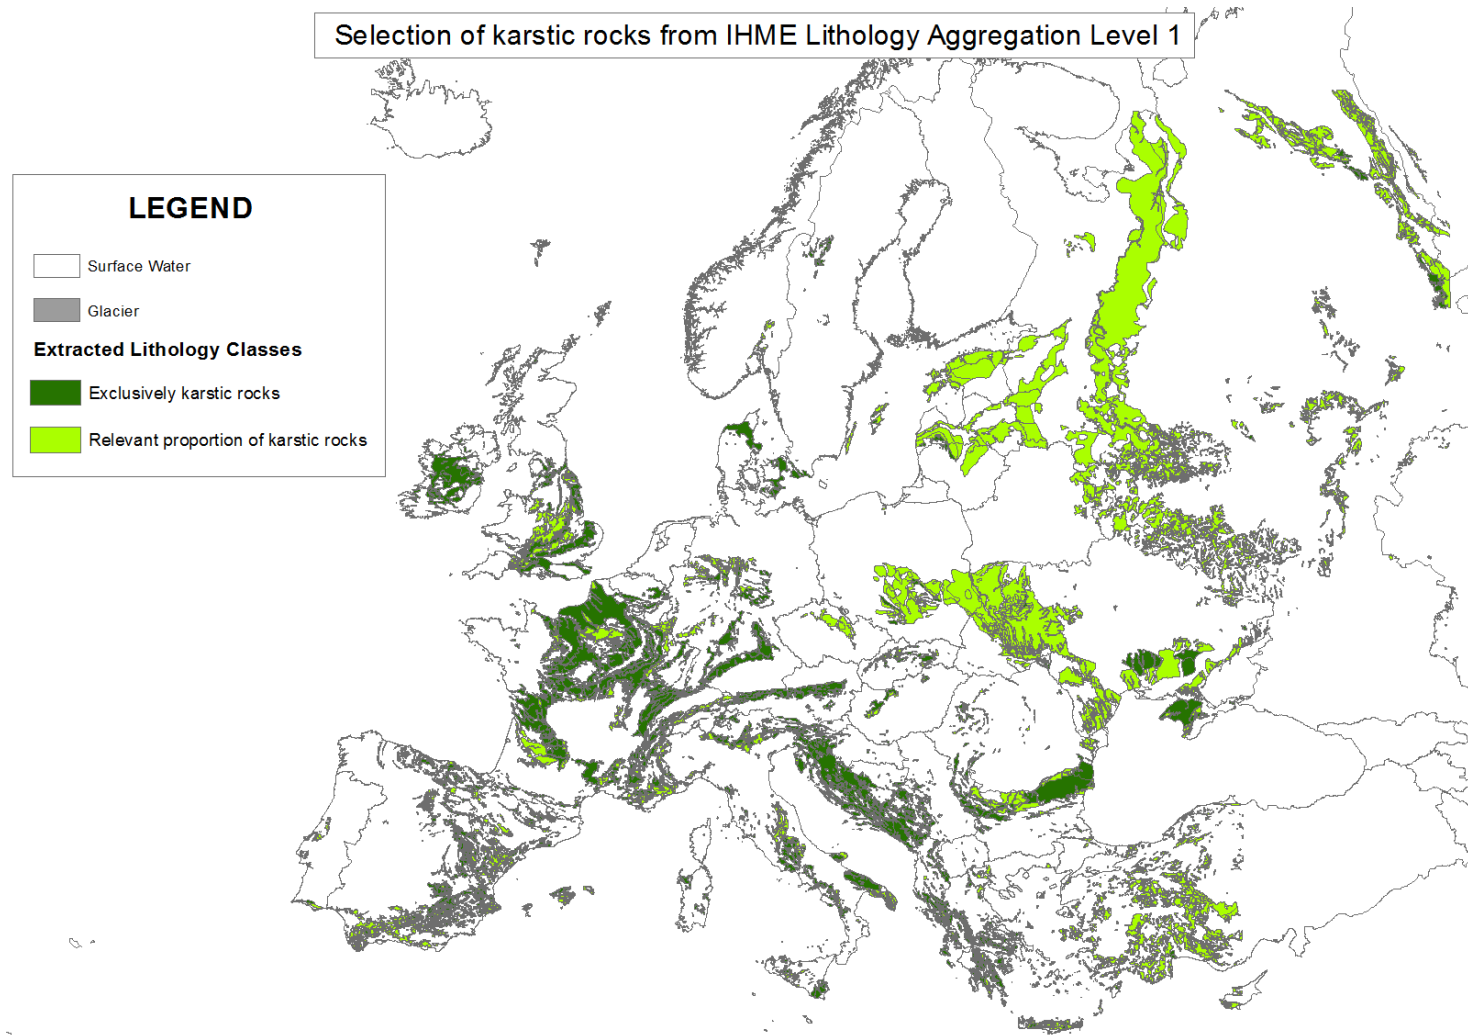 Selection of karstic rocks from IHME Lithology Aggregation Level 1
LEGEND
Surface Water
Glacier
Extracted Lithology Classes
Exclusively karstic rocks
Relevant proportion of karstic rocks